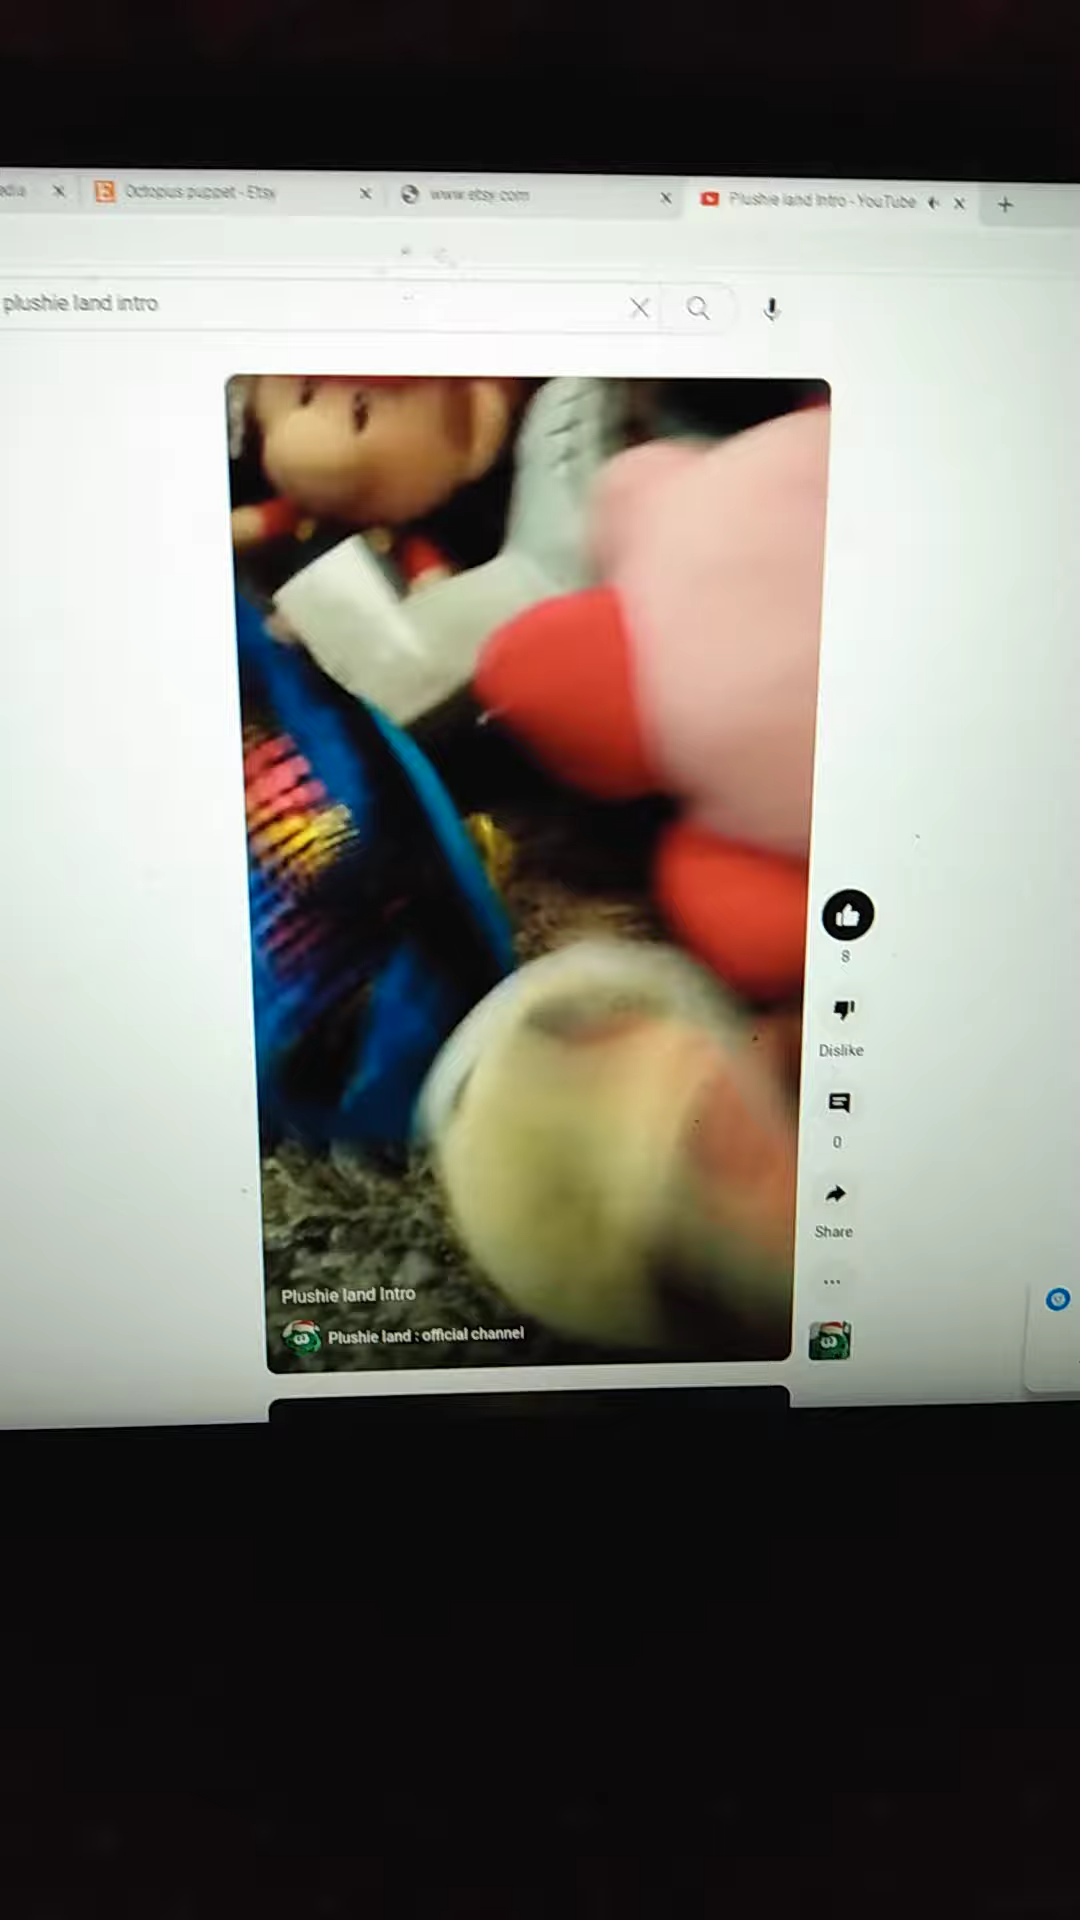 edia
Octopus puppet - Etsy
www.etsy.com
Plushie land Intro - YouTube
plushie land intro
8
Dislike
0
Share
Plushie land Intro
Plushie land : official channel